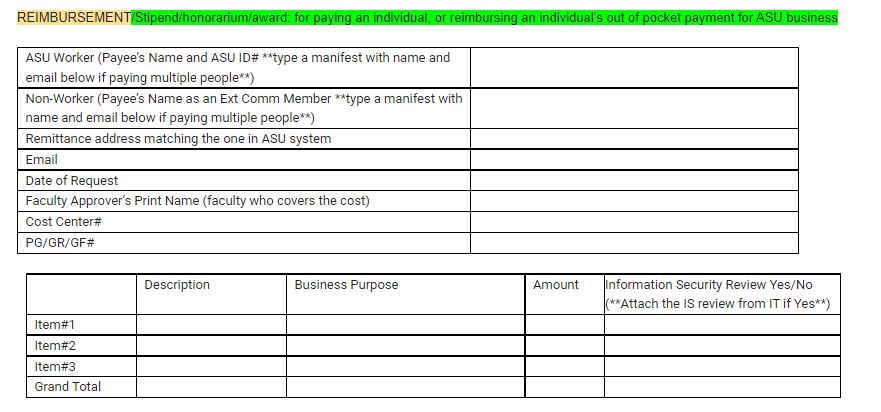 REIMBURSEMENT/Stipend/honorarium/award: for paying an individual, or reimbursing an individual's out of pocket payment for ASU business
ASU Worker (Payee's Name and ASU ID# **type a manifest with name and
email below if paying multiple people**)
Non-Worker (Payee's Name as an Ext Comm Member **type a manifest with
name and email below if paying multiple people**)
Remittance address matching the one in ASU system
Email
Date of Request
Faculty Approver's Print Name (faculty who covers the cost)
Cost Center#
PG/GR/GF#
Description Business Purpose Amount Information Security Review Yes/No
(**Attach the IS review from IT if Yes**)
Item#1
Item#2
Item#3
Grand Total